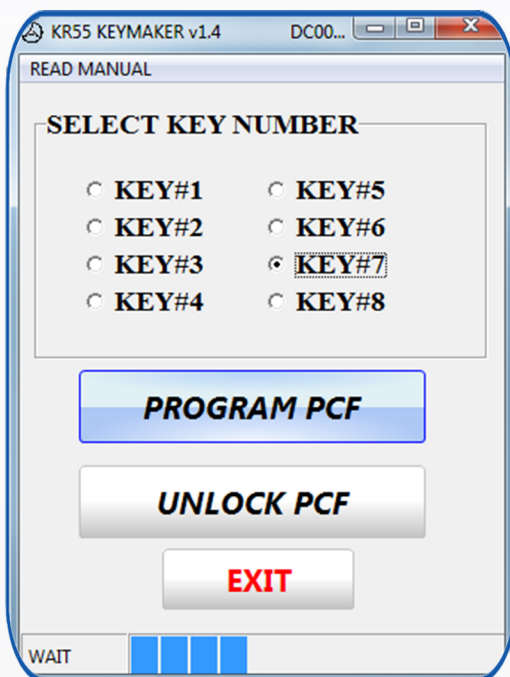 KR55 KEYMAKER v1.4 DC00...
READ MANUAL
SELECT KEY NUMBER
KEY#1 KEY#5
KEY#2 KEY#6
KEY#3 KEY#7
KEY#4 KEY#8
PROGRAM PCF
UNLOCK PCF
EXIT
WAIT